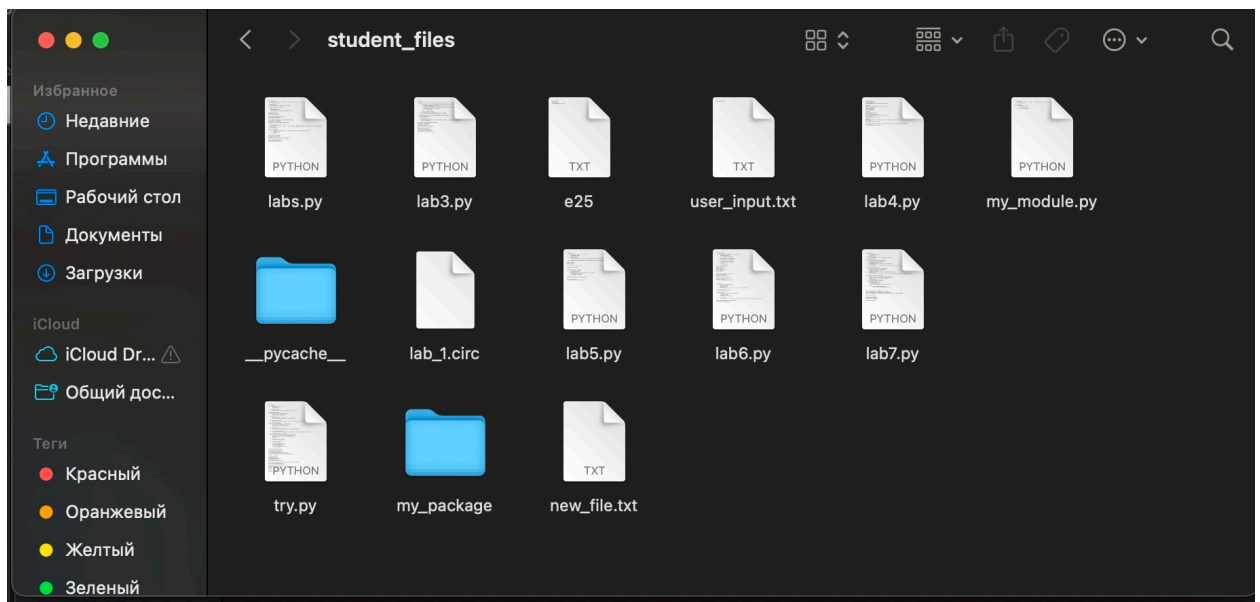 student_files
Избранное
Недавние
Программы
Рабочий стол
Документы
Загрузки
iCloud
iCloud Dr...
Общий дос...
Теги
Красный
Оранжевый
Желтый
Зеленый
PYTHON PYTHON TXT TXT PYTHON PYTHON
labs.py lab3.py e25 user_input.txt lab4.py my_module.py
PYTHON PYTHON PYTHON
__pycache__ lab_1.circ lab5.py lab6.py lab7.py
PYTHON TXT
try.py my_package new_file.txt